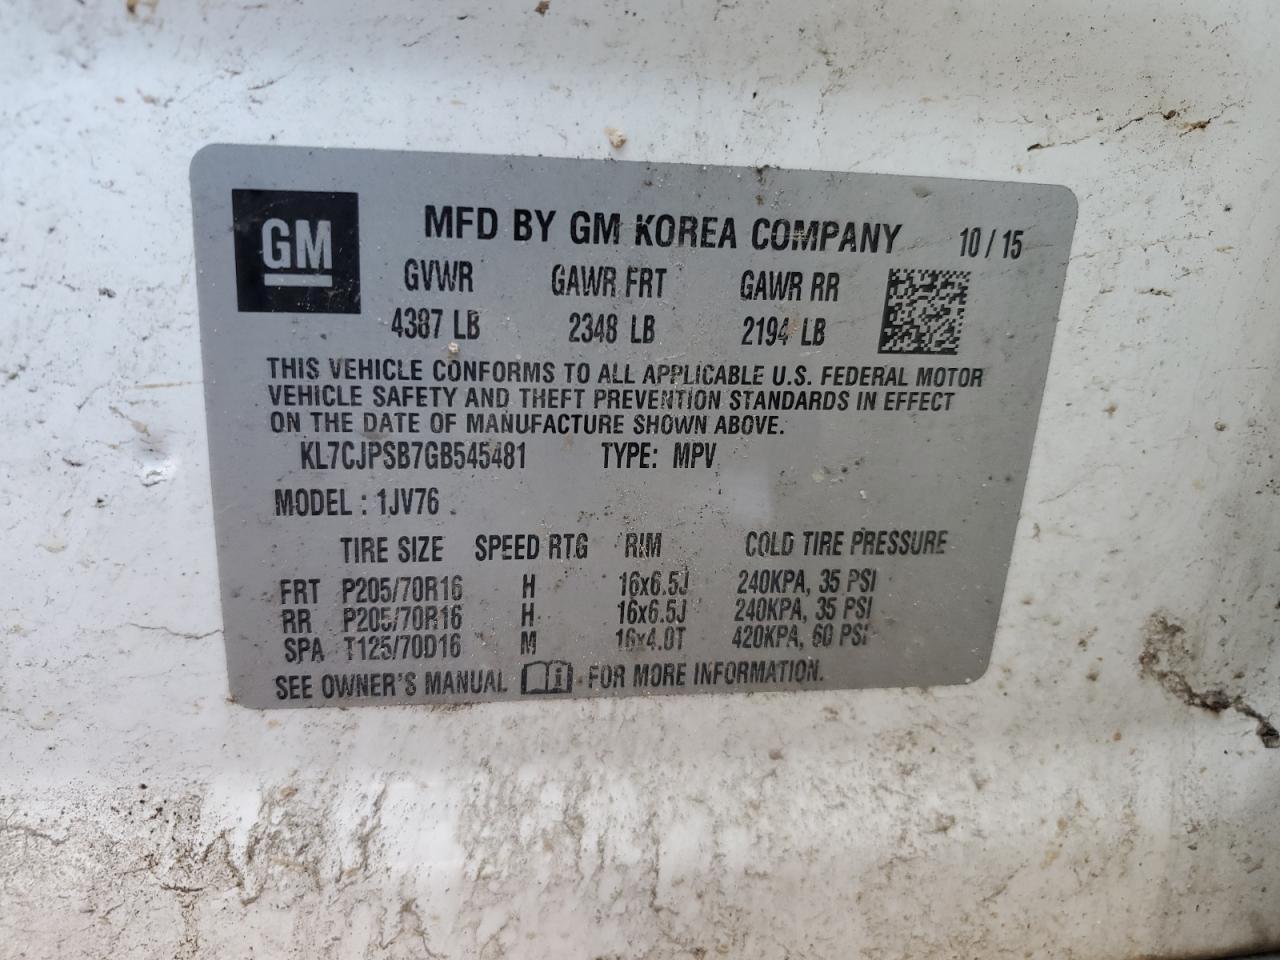 GM
MFD BY GM KOREA COMPANY 10 / 15
GVWR GAWR FRT GAWR RR
4387 LB 2348 LB 2194 LB
THIS VEHICLE CONFORMS TO ALL APPLICABLE U.S. FEDERAL MOTOR
VEHICLE SAFETY AND THEFT PREVENTION STANDARDS IN EFFECT
ON THE DATE OF MANUFACTURE SHOWN ABOVE.
KL7CJPSB7GB545481 TYPE: MPV
MODEL : 1JV76
TIRE SIZE SPEED RTG RIM COLD TIRE PRESSURE
FRT P205/70R16 H 16x6.5J 240KPA, 35 PSI
RR P205/70R16 H 16x6.5J 240KPA, 35 PSI
SPA T125/70D16 M 16x4.0T 420KPA, 60 PSI
SEE OWNER'S MANUAL i FOR MORE INFORMATION.